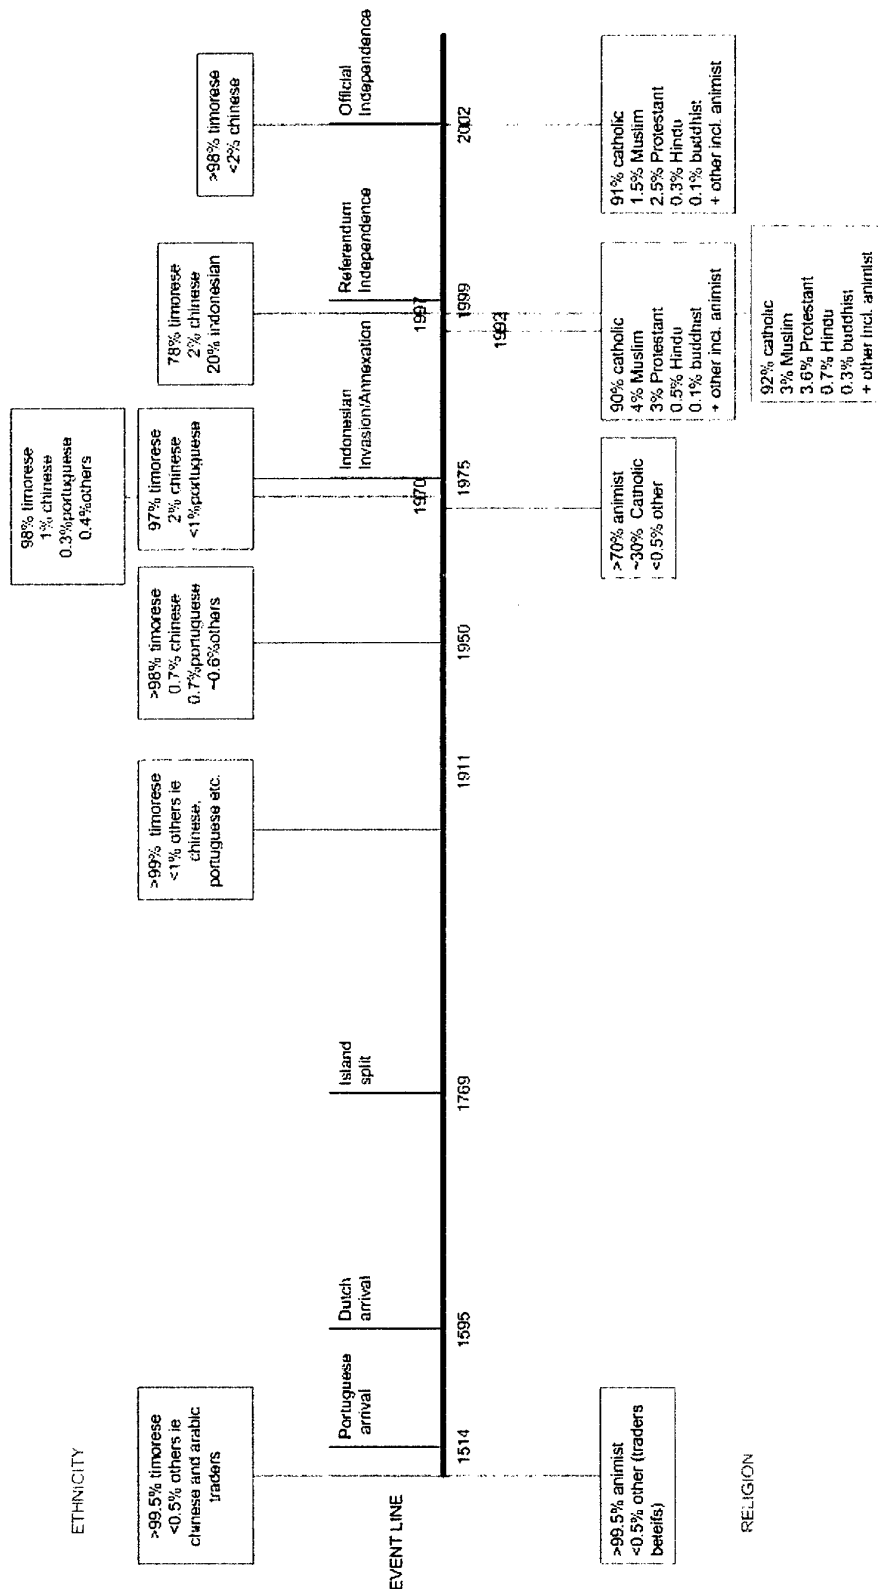 ETHNICITY
>99.5% timorese
<0.5% others ie
chinese and arabic
traders
>99% timorese
<1% others ie
chinese,
portuguese etc.
>98% timorese
0.7% chinese
0.7%portuguese
~0.6%others
98% timorese
1% chinese
0.3%portuguese
0.4%others
97% timorese
2% chinese
<1%portuguese
78% timorese
2% chinese
20% indonesian
>98% timorese
<2% chinese
EVENT LINE
Portuguese
arrival
Dutch
arrival
Island
split
Indonesian
Invasion/Annexation
Referendum
Independence
Official
Independence
1514
1595
1769
1911
1950
1970
1975
1997
1999
2002
>99.5% animist
<0.5% other (traders
beleifs)
>70% animist
~30% Catholic
<0.5% other
90% catholic
4% Muslim
3% Protestant
0.5% Hindu
0.1% buddhist
+ other incl. animist
92% catholic
3% Muslim
3.6% Protestant
0.7% Hindu
0.3% buddhist
+ other incl. animist
91% catholic
1.5% Muslim
2.5% Protestant
0.3% Hindu
0.1% buddhist
+ other incl. animist
RELIGION